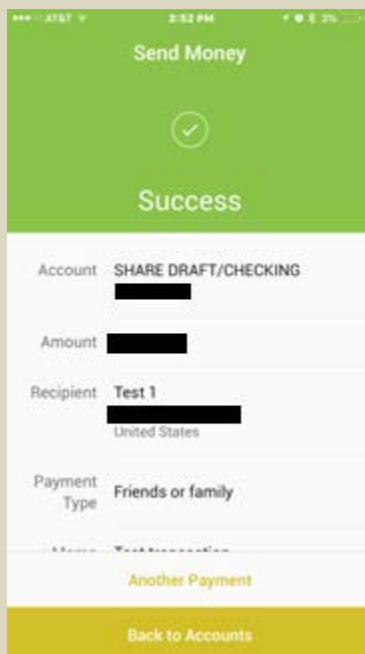 AT&T 2:52 PM 3%
Send Money
Success
Account SHARE DRAFT/CHECKING
Amount
Recipient Test 1
United States
Payment
Type Friends or family
Another Payment
Back to Accounts